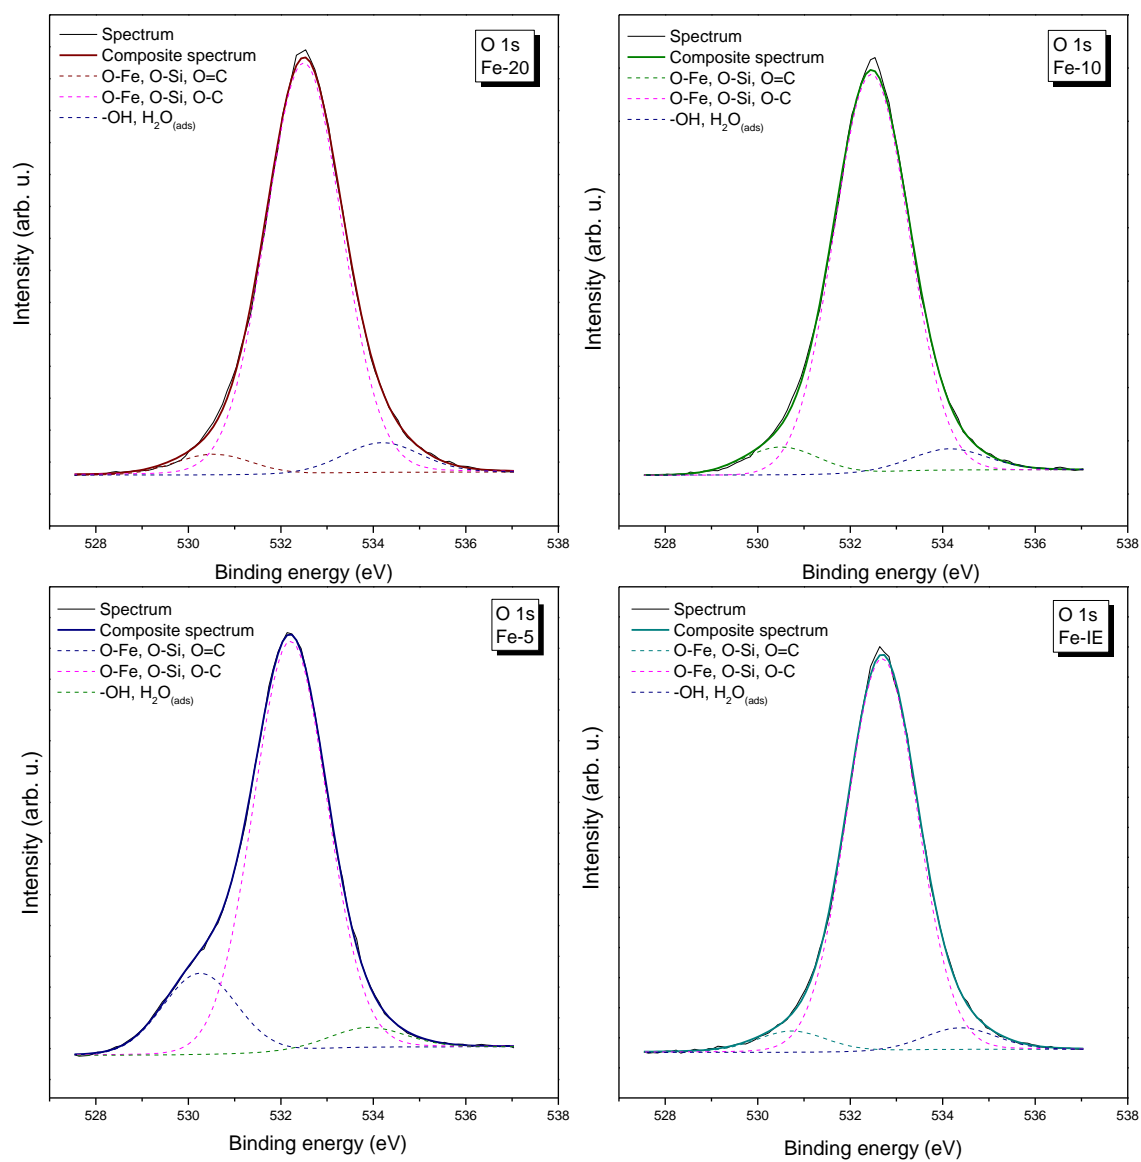 Spectrum
Composite spectrum
O-Fe, O-Si, O=C
O-Fe, O-Si, O-C
-OH, H2O(ads)
O 1s
Fe-20
Intensity (arb. u.)
528 530 532 534 536 538
Binding energy (eV)
Spectrum
Composite spectrum
O-Fe, O-Si, O=C
O-Fe, O-Si, O-C
-OH, H2O(ads)
O 1s
Fe-10
Intensity (arb. u.)
528 530 532 534 536 538
Binding energy (eV)
Spectrum
Composite spectrum
O-Fe, O-Si, O=C
O-Fe, O-Si, O-C
-OH, H2O(ads)
O 1s
Fe-5
Intensity (arb. u.)
528 530 532 534 536 538
Binding energy (eV)
Spectrum
Composite spectrum
O-Fe, O-Si, O=C
O-Fe, O-Si, O-C
-OH, H2O(ads)
O 1s
Fe-IE
Intensity (arb. u.)
528 530 532 534 536 538
Binding energy (eV)